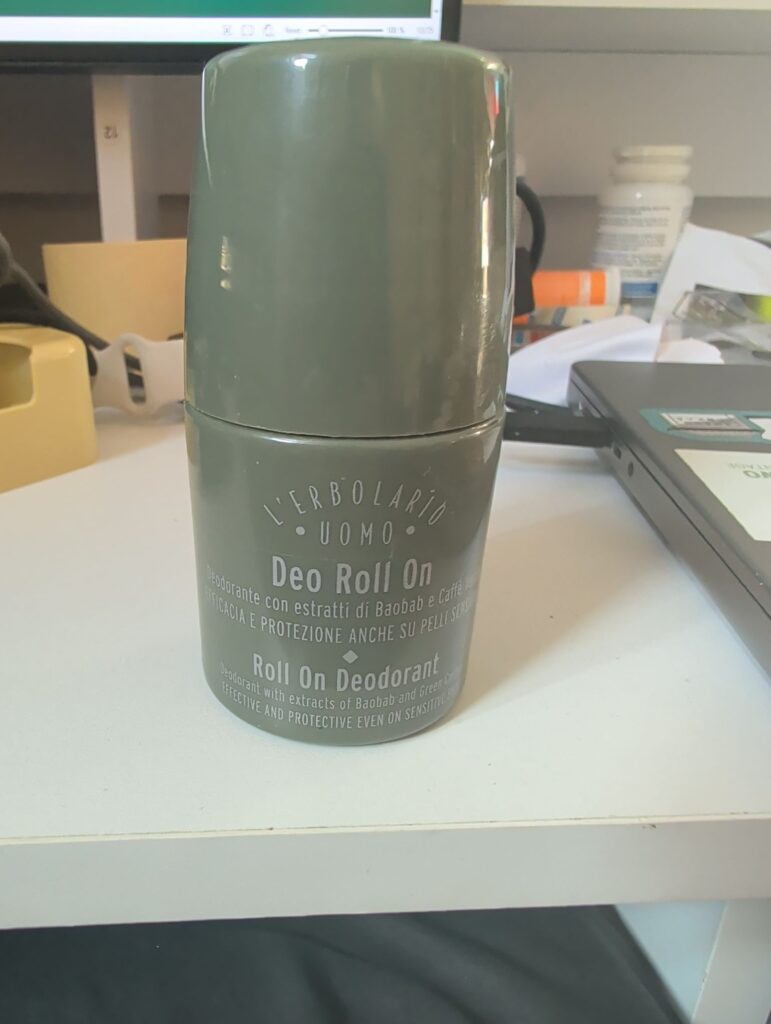 L'ERBOLARIO
• UOMO •
Deo Roll On
Deodorante con estratti di Baobab e Caffè
EFFICACIA E PROTEZIONE ANCHE SU PELLI
Roll On Deodorant
Deodorant with extracts of Baobab and Green
EFFECTIVE AND PROTECTIVE EVEN ON SENSITIVE
12